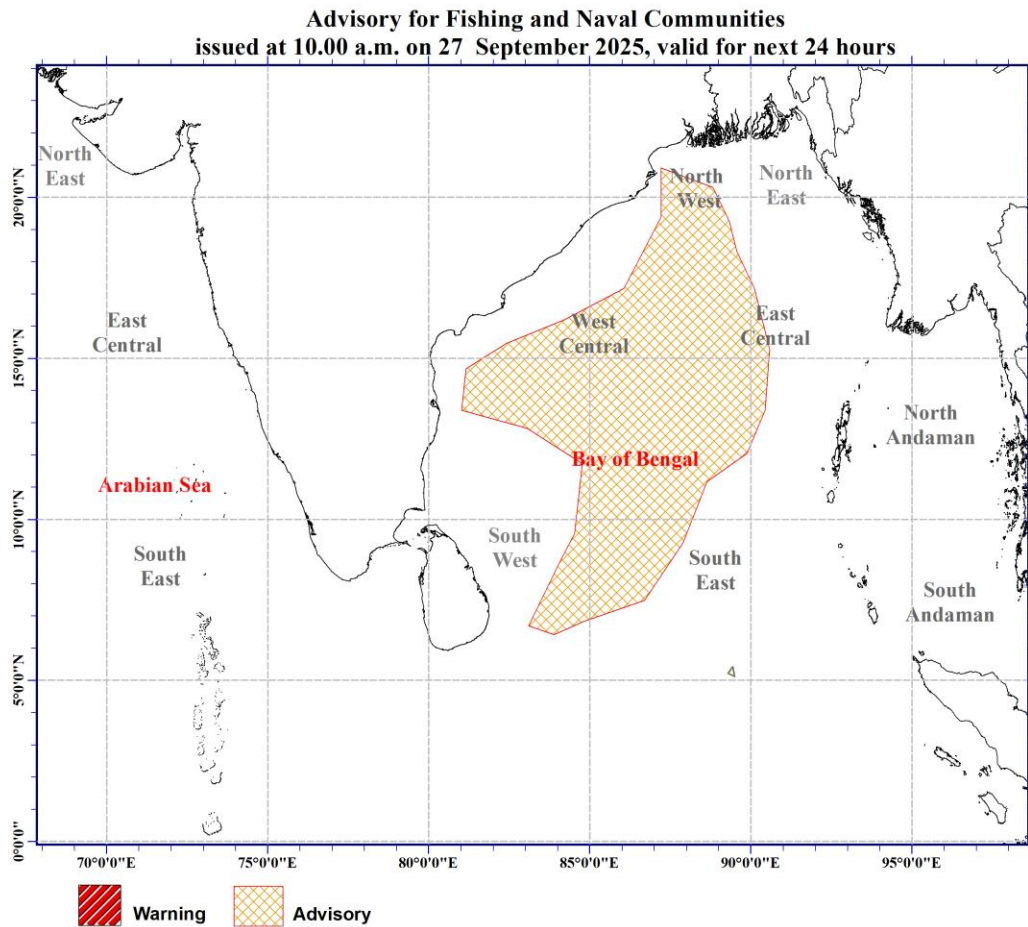 Advisory for Fishing and Naval Communities
issued at 10.00 a.m. on 27 September 2025, valid for next 24 hours
North
East
North
West
North
East
20°0'0"N
East
Central
West
Central
East
Central
15°0'0"N
North
Andaman
Bay of Bengal
Arabian Sea
10°0'0"N
South
East
South
West
South
East
South
Andaman
5°0'0"N
0°0'0"
70°0'0"E
75°0'0"E
80°0'0"E
85°0'0"E
90°0'0"E
95°0'0"E
Warning
Advisory